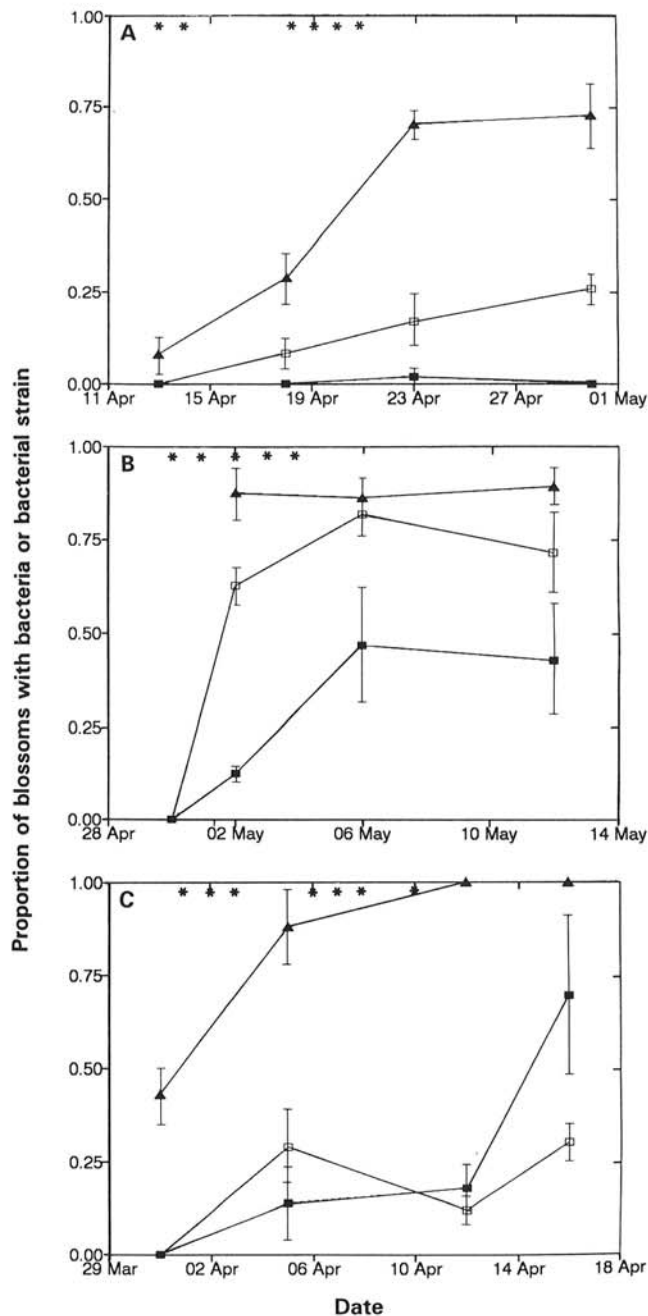 Proportion of blossoms with bacteria or bacterial strain
A
* * * * * *
1.00
0.75
0.50
0.25
0.00
11 Apr 15 Apr 19 Apr 23 Apr 27 Apr 01 May
B
* * * * *
1.00
0.75
0.50
0.25
0.00
28 Apr 02 May 06 May 10 May 14 May
C
* * * * * * *
1.00
0.75
0.50
0.25
0.00
29 Mar 02 Apr 06 Apr 10 Apr 14 Apr 18 Apr
Date